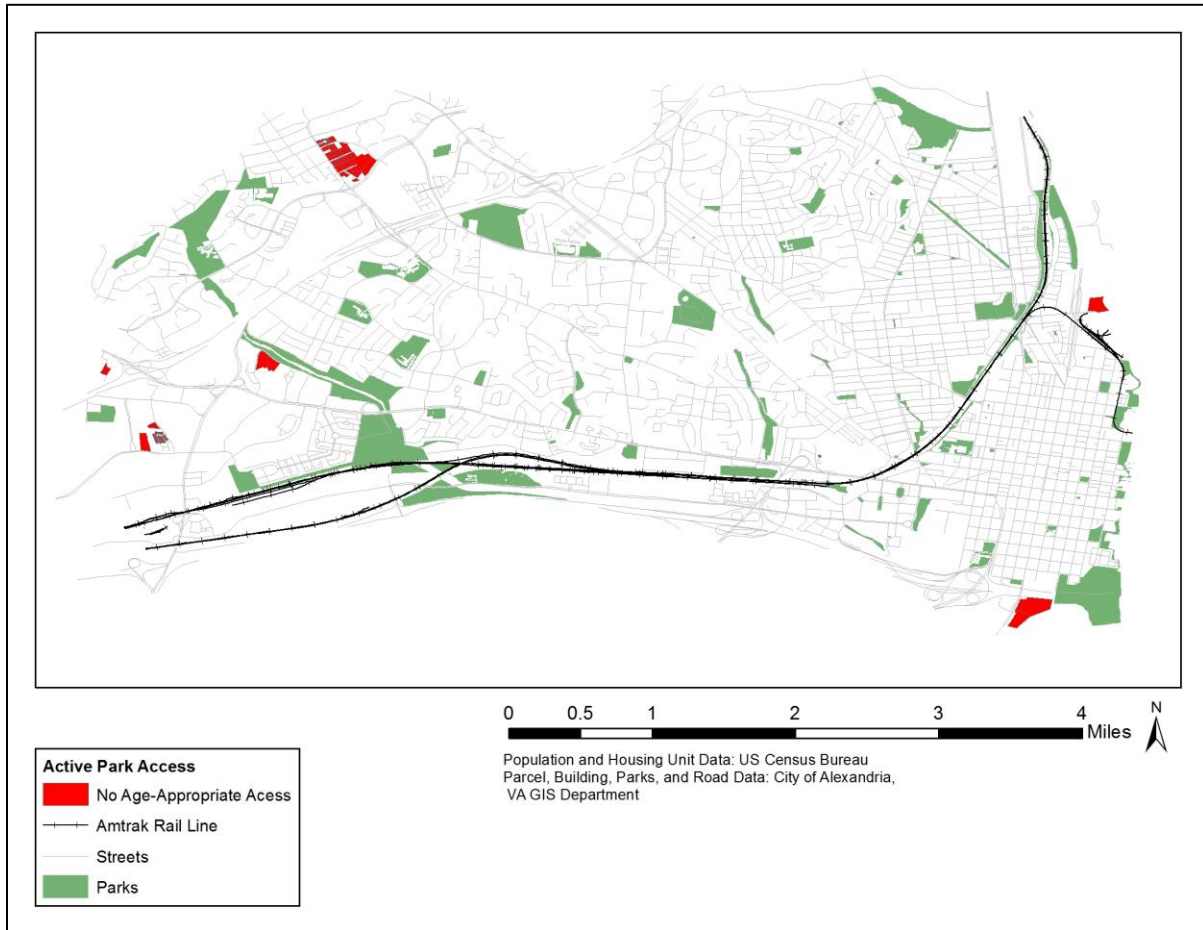 0 0.5 1 2 3 4 Miles
N
Population and Housing Unit Data: US Census Bureau
Parcel, Building, Parks, and Road Data: City of Alexandria,
VA GIS Department
Active Park Access
No Age-Appropriate Acess
Amtrak Rail Line
Streets
Parks